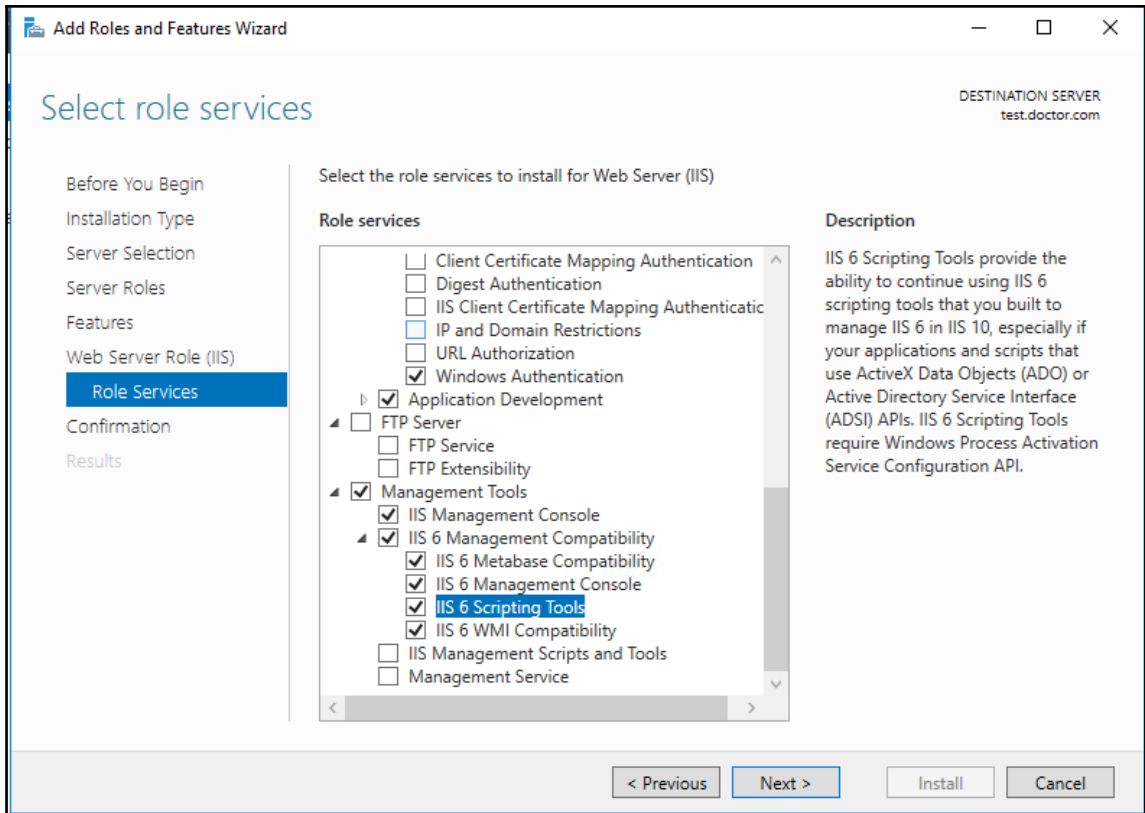 Add Roles and Features Wizard
Select role services
DESTINATION SERVER
test.doctor.com
Before You Begin
Installation Type
Server Selection
Server Roles
Features
Web Server Role (IIS)
Role Services
Confirmation
Results
Select the role services to install for Web Server (IIS)
Role services
Client Certificate Mapping Authentication
Digest Authentication
IIS Client Certificate Mapping Authenticatic
IP and Domain Restrictions
URL Authorization
Windows Authentication
Application Development
FTP Server
FTP Service
FTP Extensibility
Management Tools
IIS Management Console
IIS 6 Management Compatibility
IIS 6 Metabase Compatibility
IIS 6 Management Console
IIS 6 Scripting Tools
IIS 6 WMI Compatibility
IIS Management Scripts and Tools
Management Service
Description
IIS 6 Scripting Tools provide the
ability to continue using IIS 6
scripting tools that you built to
manage IIS 6 in IIS 10, especially if
your applications and scripts that
use ActiveX Data Objects (ADO) or
Active Directory Service Interface
(ADSI) APIs. IIS 6 Scripting Tools
require Windows Process Activation
Service Configuration API.
< Previous
Next >
Install
Cancel